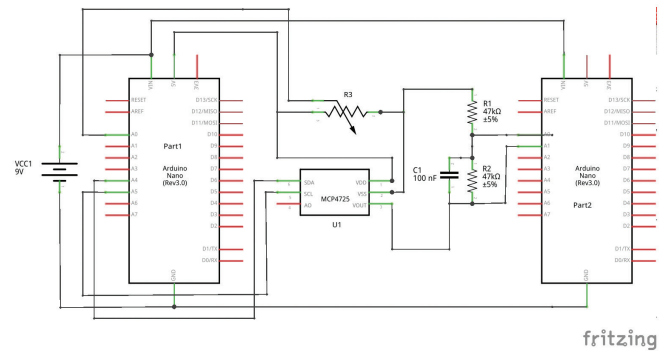 VIN
5V
3V3
RESET
AREF
A0
A1
A2
A3
A4
A5
A6
A7
D13/SCK
D12/MISO
D11/MOSI
D10
D9
D8
D7
D6
D5
D4
D3
D2
D1/TX
D0/RX
GND
Part1
Arduino
Nano
(Rev3.0)
VCC1
9V
R3
SDA
SCL
A0
VDD
VSS
VOUT
MCP4725
U1
C1
100 nF
R1
47kΩ
±5%
R2
47kΩ
±5%
VIN
5V
3V3
RESET
AREF
A0
A1
A2
A3
A4
A5
A6
A7
D13/SCK
D12/MISO
D11/MOSI
D10
D9
D8
D7
D6
D5
D4
D3
D2
D1/TX
D0/RX
GND
Arduino
Nano
(Rev3.0)
Part2
fritzing